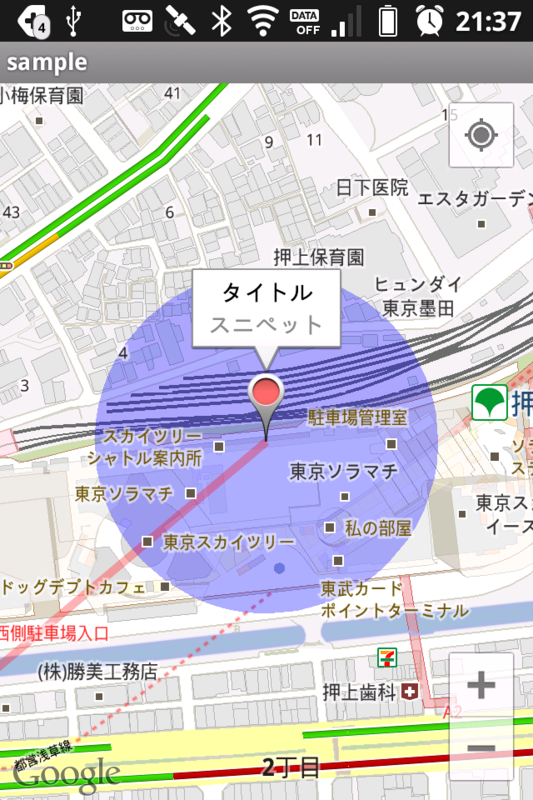 4
DATA
OFF
21:37
sample
小梅保育園
41
15
9
11
日下医院
エスタガーデン
43
6
押上保育園
ヒュンダイ
東京墨田
タイトル
スニペット
4
3
押
駐車場管理室
スカイツリー
シャトル案内所
ソラ
ステ
東京ソラマチ
東京ソラマチ
東京ス
イース
私の部屋
東京スカイツリー
ドッグデプトカフェ
東武カード
ポイントターミナル
西側駐車場入口
(株)勝美工務店
7
押上歯科
A2
+
−
都営浅草線
Google
2丁目